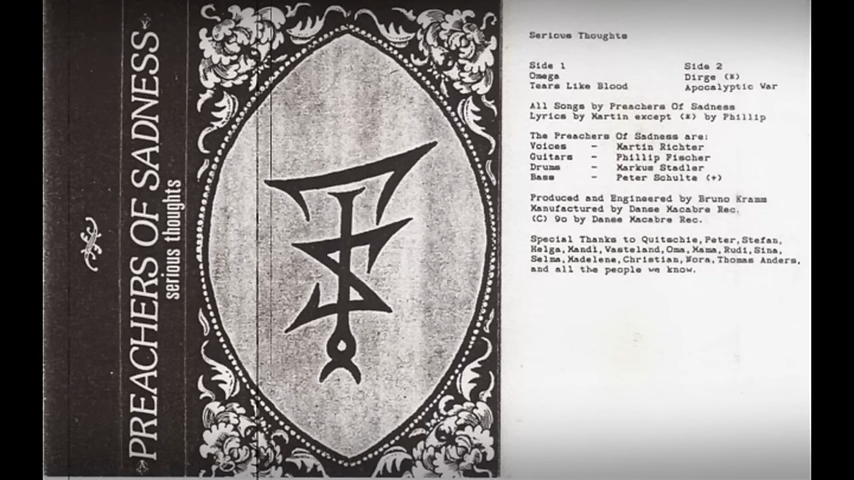 PREACHERS OF SADNESS
serious thoughts
Serious Thoughts
Side 1 Side 2
Omega Dirge (*)
Tears Like Blood Apocalyptic War
All Songs by Preachers Of Sadness
Lyrics by Martin except (*) by Phillip
The Preachers Of Sadness are:
Voices - Martin Richter
Guitars - Phillip Fischer
Drums - Markus Stadler
Bass - Peter Schulte (+)
Produced and Engineered by Bruno Kramm
Manufactured by Danse Macabre Rec.
(C) 90 by Danse Macabre Rec.
Special Thanks to Quitschie, Peter, Stefan,
Helga, Mandi, Vasteland, Oma, Mama, Rudi, Sina,
Selma, Madelene, Christian, Nora, Thomas Anders,
and all the people we know.